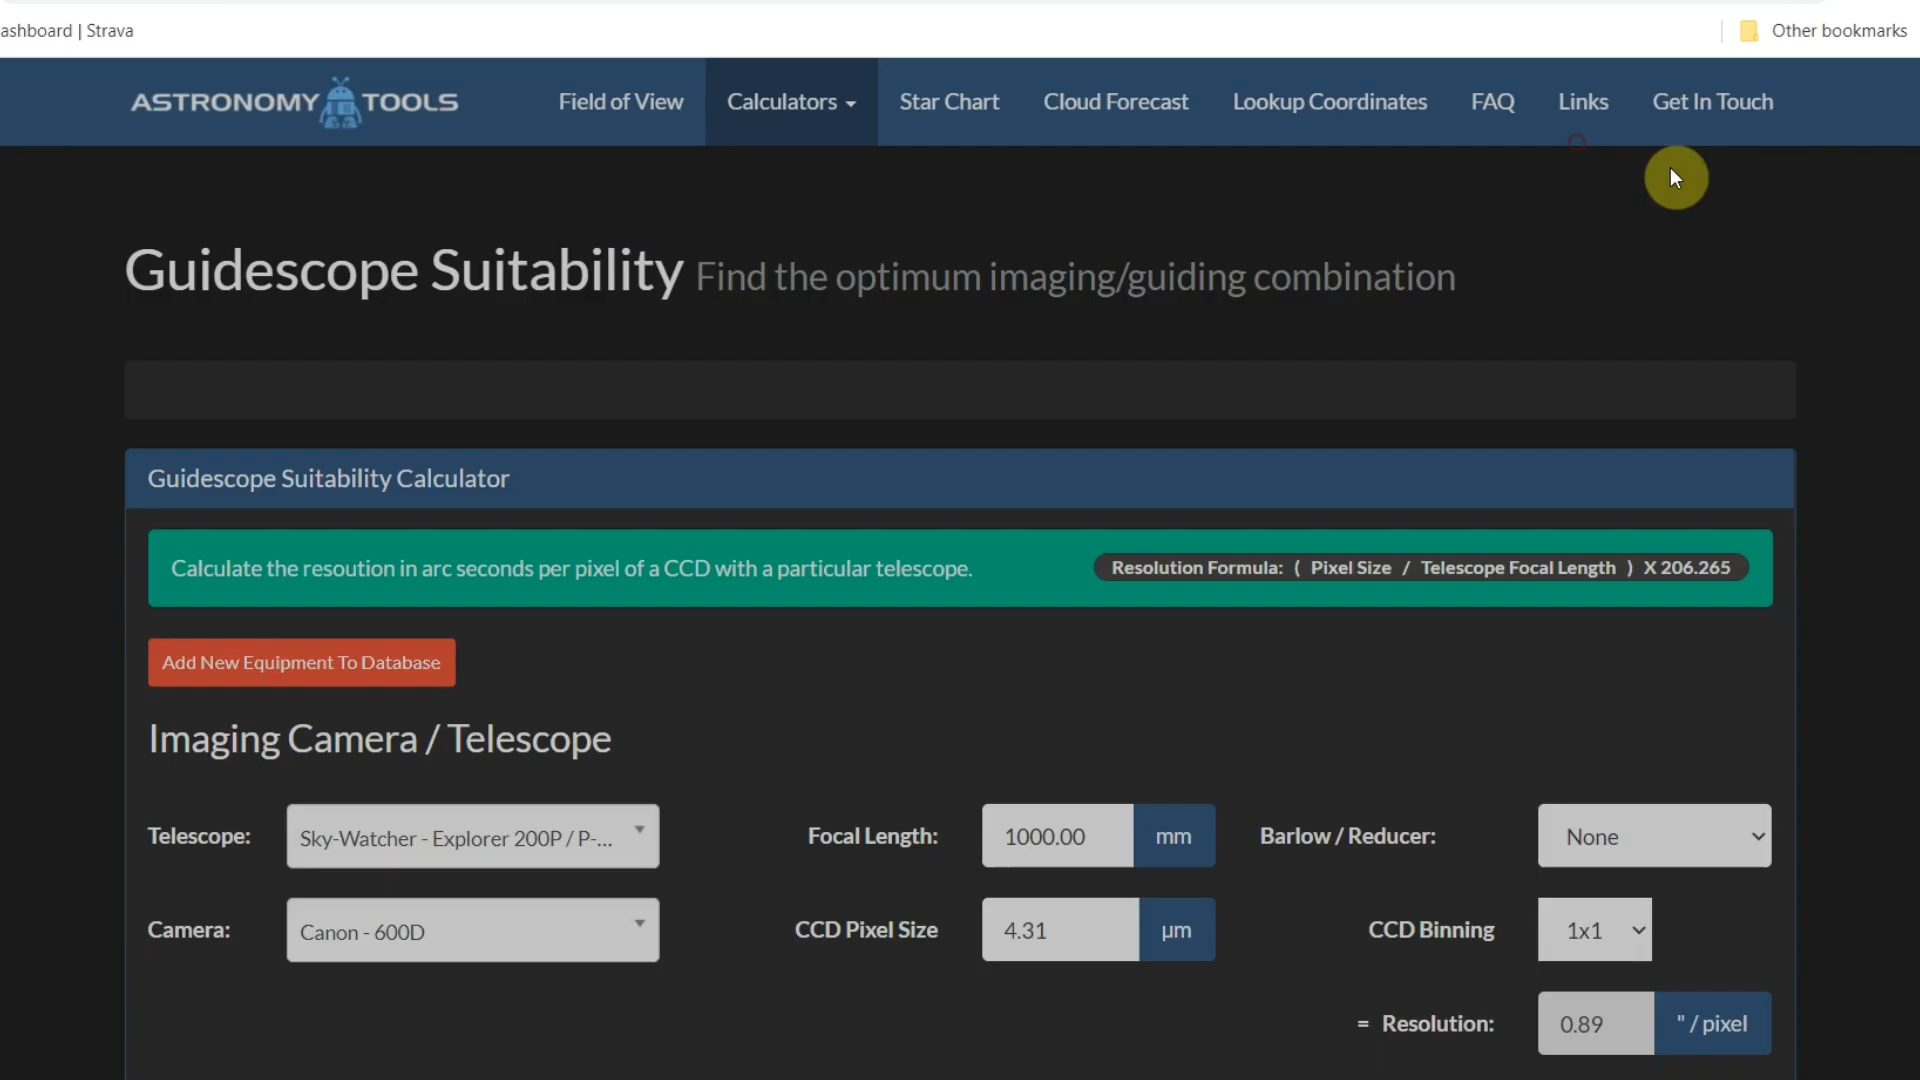 ashboard | Strava
Other bookmarks
ASTRONOMY TOOLS
Field of View
Calculators
Star Chart
Cloud Forecast
Lookup Coordinates
FAQ
Links
Get In Touch
Guidescope Suitability Find the optimum imaging/guiding combination
Guidescope Suitability Calculator
Calculate the resoution in arc seconds per pixel of a CCD with a particular telescope.
Resolution Formula: ( Pixel Size / Telescope Focal Length ) X 206.265
Add New Equipment To Database
Imaging Camera / Telescope
Telescope: Sky-Watcher - Explorer 200P / P-... Focal Length: 1000.00 mm Barlow / Reducer: None
Camera: Canon - 600D CCD Pixel Size 4.31 µm CCD Binning 1x1
= Resolution: 0.89 " / pixel